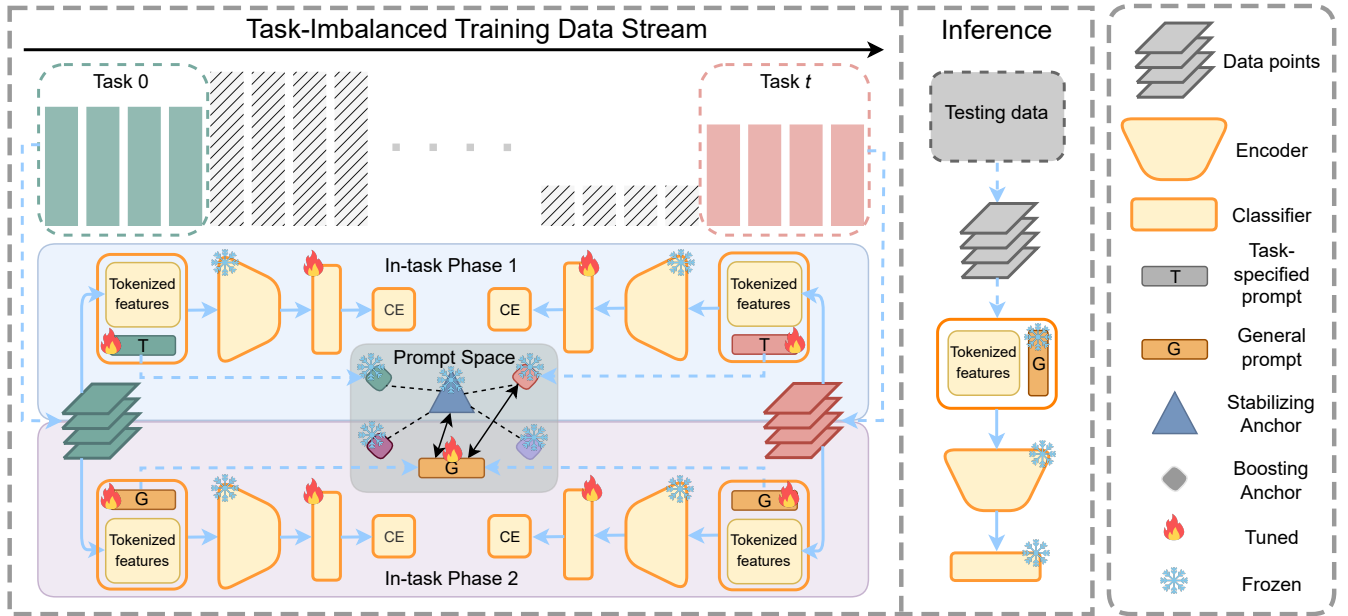 Task-Imbalanced Training Data Stream
Task 0
Task t
In-task Phase 1
Tokenized
features
T
CE
CE
Tokenized
features
T
Prompt Space
G
G
Tokenized
features
CE
CE
G
Tokenized
features
In-task Phase 2
Inference
Testing data
Tokenized
features
G
Data points
Encoder
Classifier
T
Task-
specified
prompt
G
General
prompt
Stabilizing
Anchor
Boosting
Anchor
Tuned
Frozen